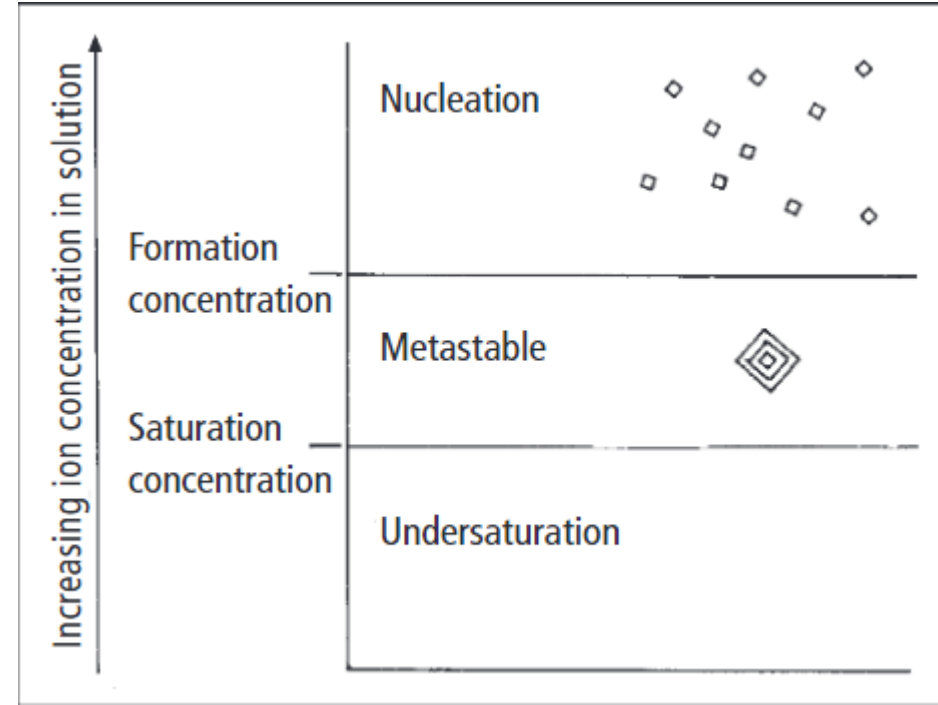 Increasing ion concentration in solution
Nucleation
Formation
concentration
Metastable
Saturation
concentration
Undersaturation